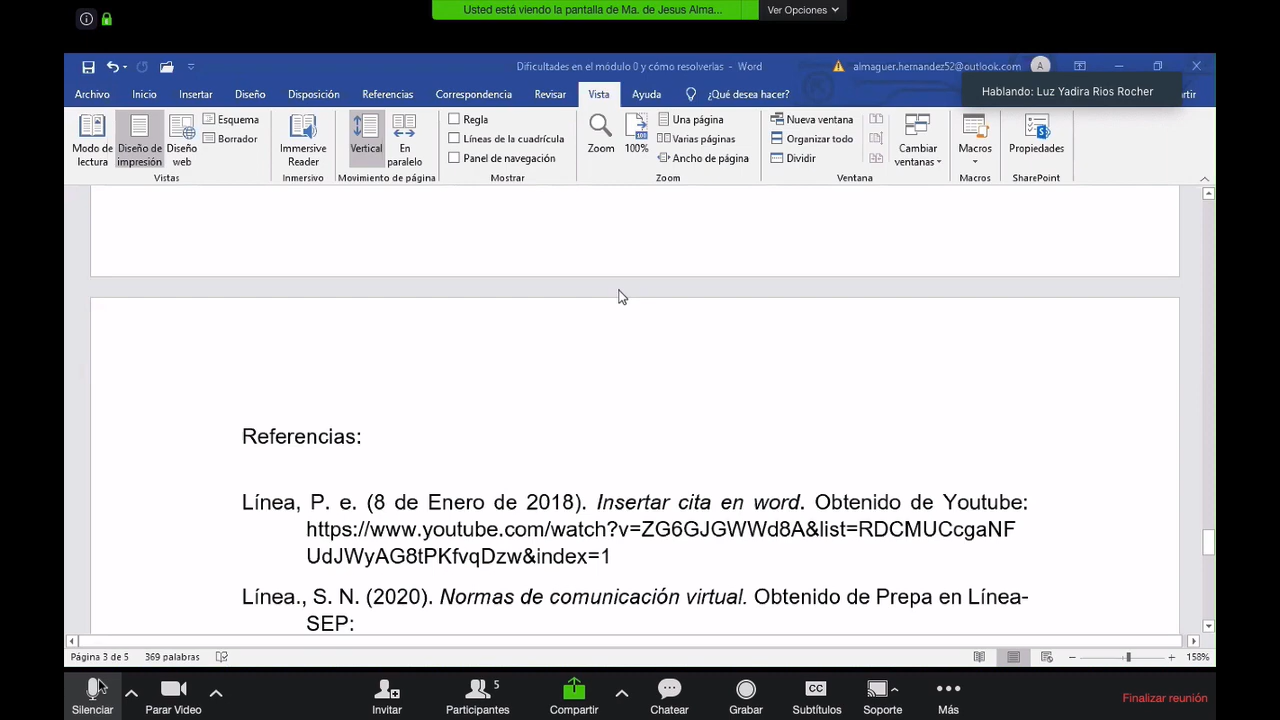 Usted está viendo la pantalla de Ma. de Jesus Alma...
Ver Opciones
Dificultades en el módulo 0 y cómo resolverlas - Word
almaguer.hernandez52@outlook.com
A
Hablando: Luz Yadira Rios Rocher
Archivo Inicio Insertar Diseño Disposición Referencias Correspondencia Revisar Vista Ayuda ¿Qué desea hacer?
Modo de lectura
Diseño de impresión
Diseño web
Esquema
Borrador
Vistas
Immersive Reader
Inmersivo
Vertical
En paralelo
Movimiento de página
Regla
Líneas de la cuadrícula
Panel de navegación
Mostrar
Zoom
100%
Una página
Varias páginas
Ancho de página
Zoom
Nueva ventana
Organizar todo
Dividir
Cambiar ventanas
Ventana
Macros
Macros
Propiedades
SharePoint
Referencias:
Línea, P. e. (8 de Enero de 2018). Insertar cita en word. Obtenido de Youtube:
https://www.youtube.com/watch?v=ZG6GJGWWd8A&list=RDCMUCcgaNF
UdJWyAG8tPKfvqDzw&index=1
Línea., S. N. (2020). Normas de comunicación virtual. Obtenido de Prepa en Línea-
SEP:
Página 3 de 5 369 palabras
158%
Silenciar
Parar Video
Invitar
5
Participantes
Compartir
Chatear
Grabar
CC
Subtítulos
Soporte
Más
Finalizar reunión